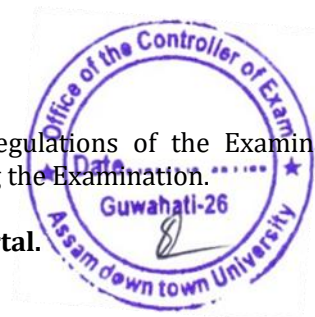 Office of the Controller of Exam
egulations of the Examin
Date
g the Examination.
Guwahati-26
tal.
Assam down town University